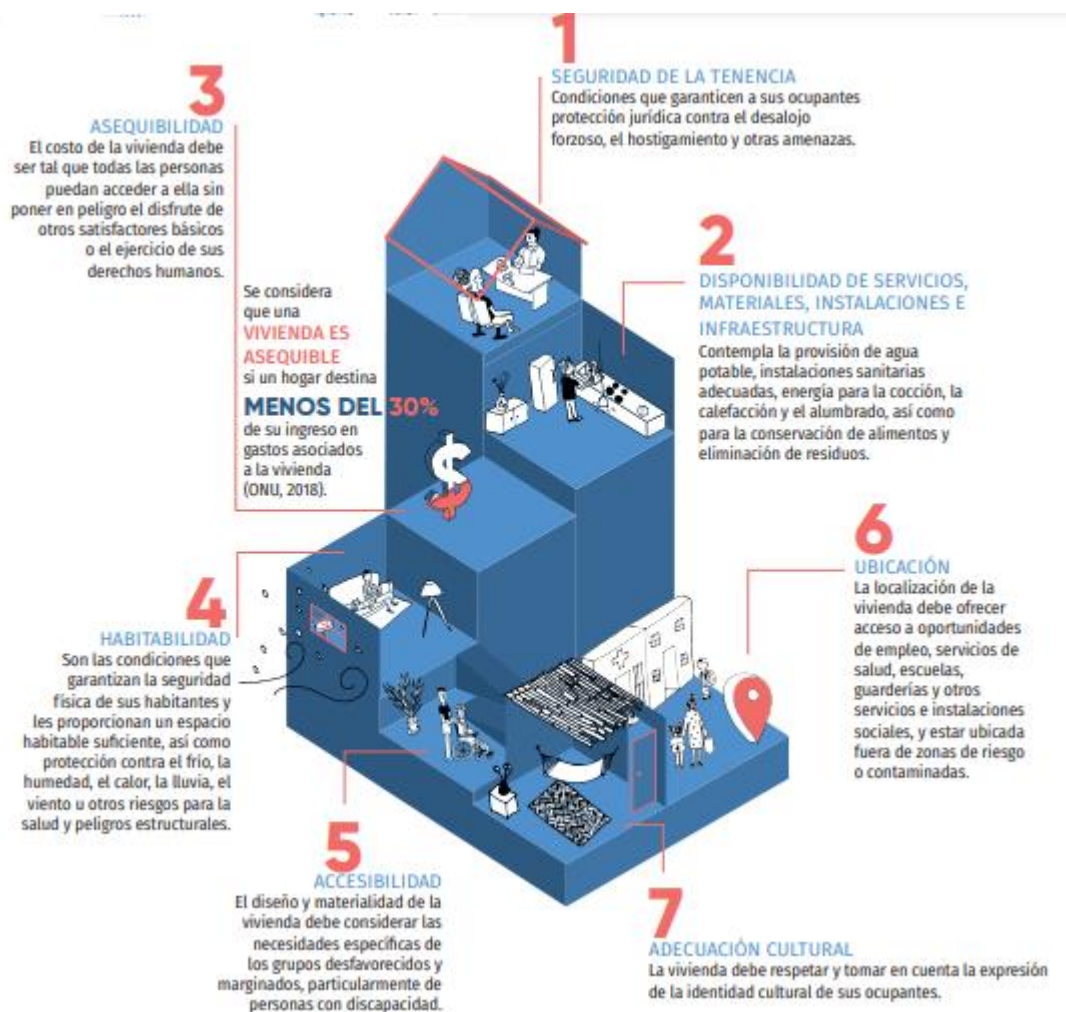 1
SEGURIDAD DE LA TENENCIA
Condiciones que garanticen a sus ocupantes
protección jurídica contra el desalojo
forzoso, el hostigamiento y otras amenazas.
2
DISPONIBILIDAD DE SERVICIOS,
MATERIALES, INSTALACIONES E
INFRAESTRUCTURA
Contempla la provisión de agua
potable, instalaciones sanitarias
adecuadas, energía para la cocción, la
calefacción y el alumbrado, así como
para la conservación de alimentos y
eliminación de residuos.
3
ASEQUIBILIDAD
El costo de la vivienda debe
ser tal que todas las personas
puedan acceder a ella sin
poner en peligro el disfrute de
otros satisfactores básicos
o el ejercicio de sus
derechos humanos.
Se considera
que una
VIVIENDA ES
ASEQUIBLE
si un hogar destina
MENOS DEL 30%
de su ingreso en
gastos asociados
a la vivienda
(ONU, 2018).
4
HABITABILIDAD
Son las condiciones que
garantizan la seguridad
física de sus habitantes y
les proporcionan un espacio
habitable suficiente, así como
protección contra el frío, la
humedad, el calor, la lluvia, el
viento u otros riesgos para la
salud y peligros estructurales.
5
ACCESIBILIDAD
El diseño y materialidad de la
vivienda debe considerar las
necesidades específicas de
los grupos desfavorecidos y
marginados, particularmente de
personas con discapacidad.
6
UBICACIÓN
La localización de la
vivienda debe ofrecer
acceso a oportunidades
de empleo, servicios de
salud, escuelas,
guarderías y otros
servicios e instalaciones
sociales, y estar ubicada
fuera de zonas de riesgo
o contaminadas.
7
ADECUACIÓN CULTURAL
La vivienda debe respetar y tomar en cuenta la expresión
de la identidad cultural de sus ocupantes.